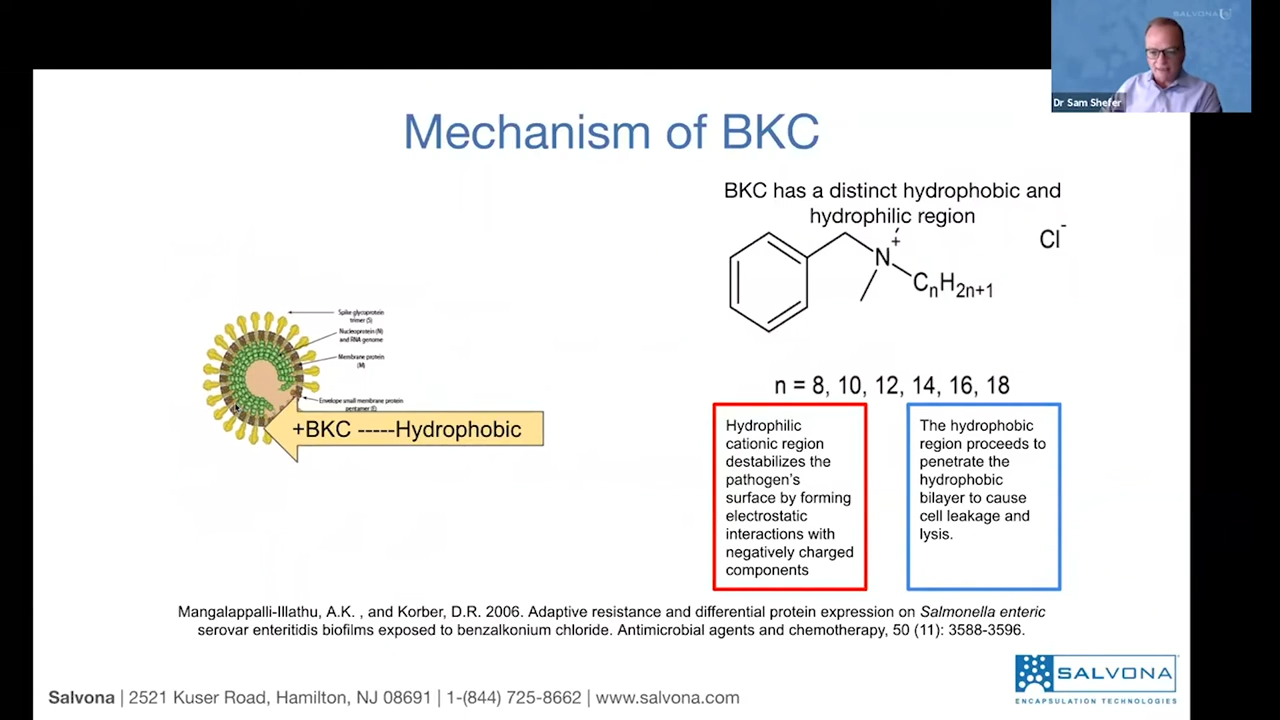 SALVONA
Dr Sam Shefer
Mechanism of BKC
BKC has a distinct hydrophobic and
hydrophilic region
N
+
Cl-
CnH2n+1
n = 8, 10, 12, 14, 16, 18
Spike glycoprotein
trimer (S)
Nucleoprotein (N)
and RNA genome
Membrane protein
(M)
Envelope small membrane protein
pentamer (E)
+BKC -----Hydrophobic
Hydrophilic
cationic region
destabilizes the
pathogen's
surface by forming
electrostatic
interactions with
negatively charged
components
The hydrophobic
region proceeds to
penetrate the
hydrophobic
bilayer to cause
cell leakage and
lysis.
Mangalappalli-Illathu, A.K. , and Korber, D.R. 2006. Adaptive resistance and differential protein expression on Salmonella enteric
serovar enteritidis biofilms exposed to benzalkonium chloride. Antimicrobial agents and chemotherapy, 50 (11): 3588-3596.
Salvona | 2521 Kuser Road, Hamilton, NJ 08691 | 1-(844) 725-8662 | www.salvona.com
SALVONA
ENCAPSULATION TECHNOLOGIES